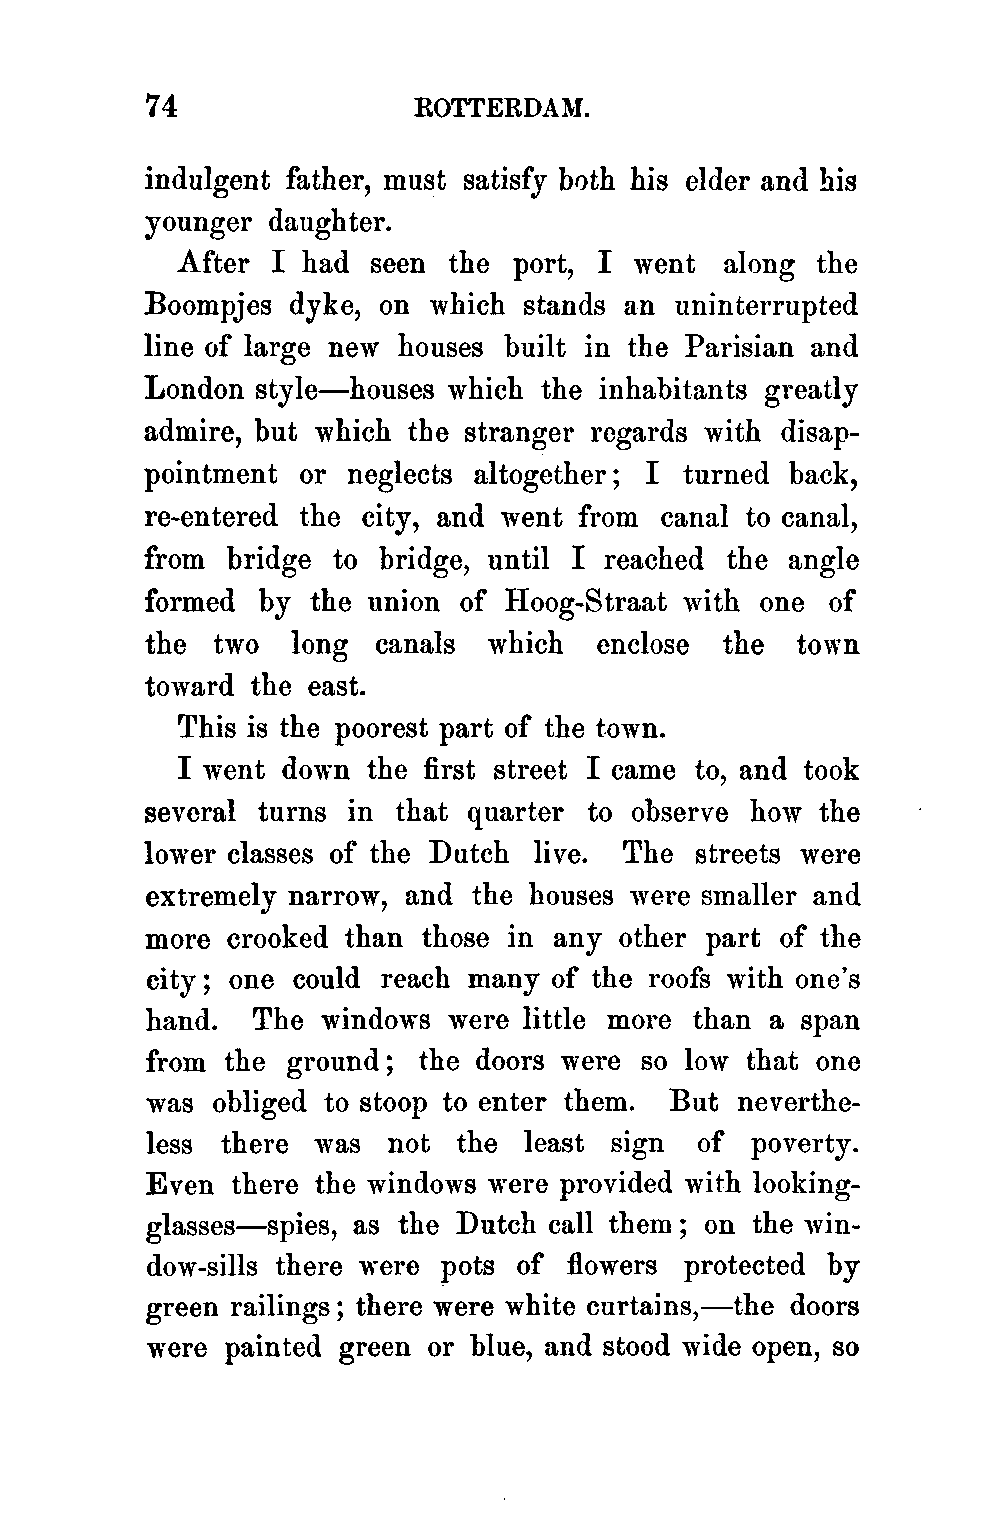 74 ROTTERDAM.
indulgent father, must satisfy both his elder and his
younger daughter.
After I had seen the port, I went along the
Boompjes dyke, on which stands an uninterrupted
line of large new houses built in the Parisian and
London style—houses which the inhabitants greatly
admire, but which the stranger regards with disap-
pointment or neglects altogether; I turned back,
re-entered the city, and went from canal to canal,
from bridge to bridge, until I reached the angle
formed by the union of Hoog-Straat with one of
the two long canals which enclose the town
toward the east.
This is the poorest part of the town.
I went down the first street I came to, and took
several turns in that quarter to observe how the
lower classes of the Dutch live. The streets were
extremely narrow, and the houses were smaller and
more crooked than those in any other part of the
city; one could reach many of the roofs with one's
hand. The windows were little more than a span
from the ground; the doors were so low that one
was obliged to stoop to enter them. But neverthe-
less there was not the least sign of poverty.
Even there the windows were provided with looking-
glasses—spies, as the Dutch call them; on the win-
dow-sills there were pots of flowers protected by
green railings; there were white curtains,—the doors
were painted green or blue, and stood wide open, so